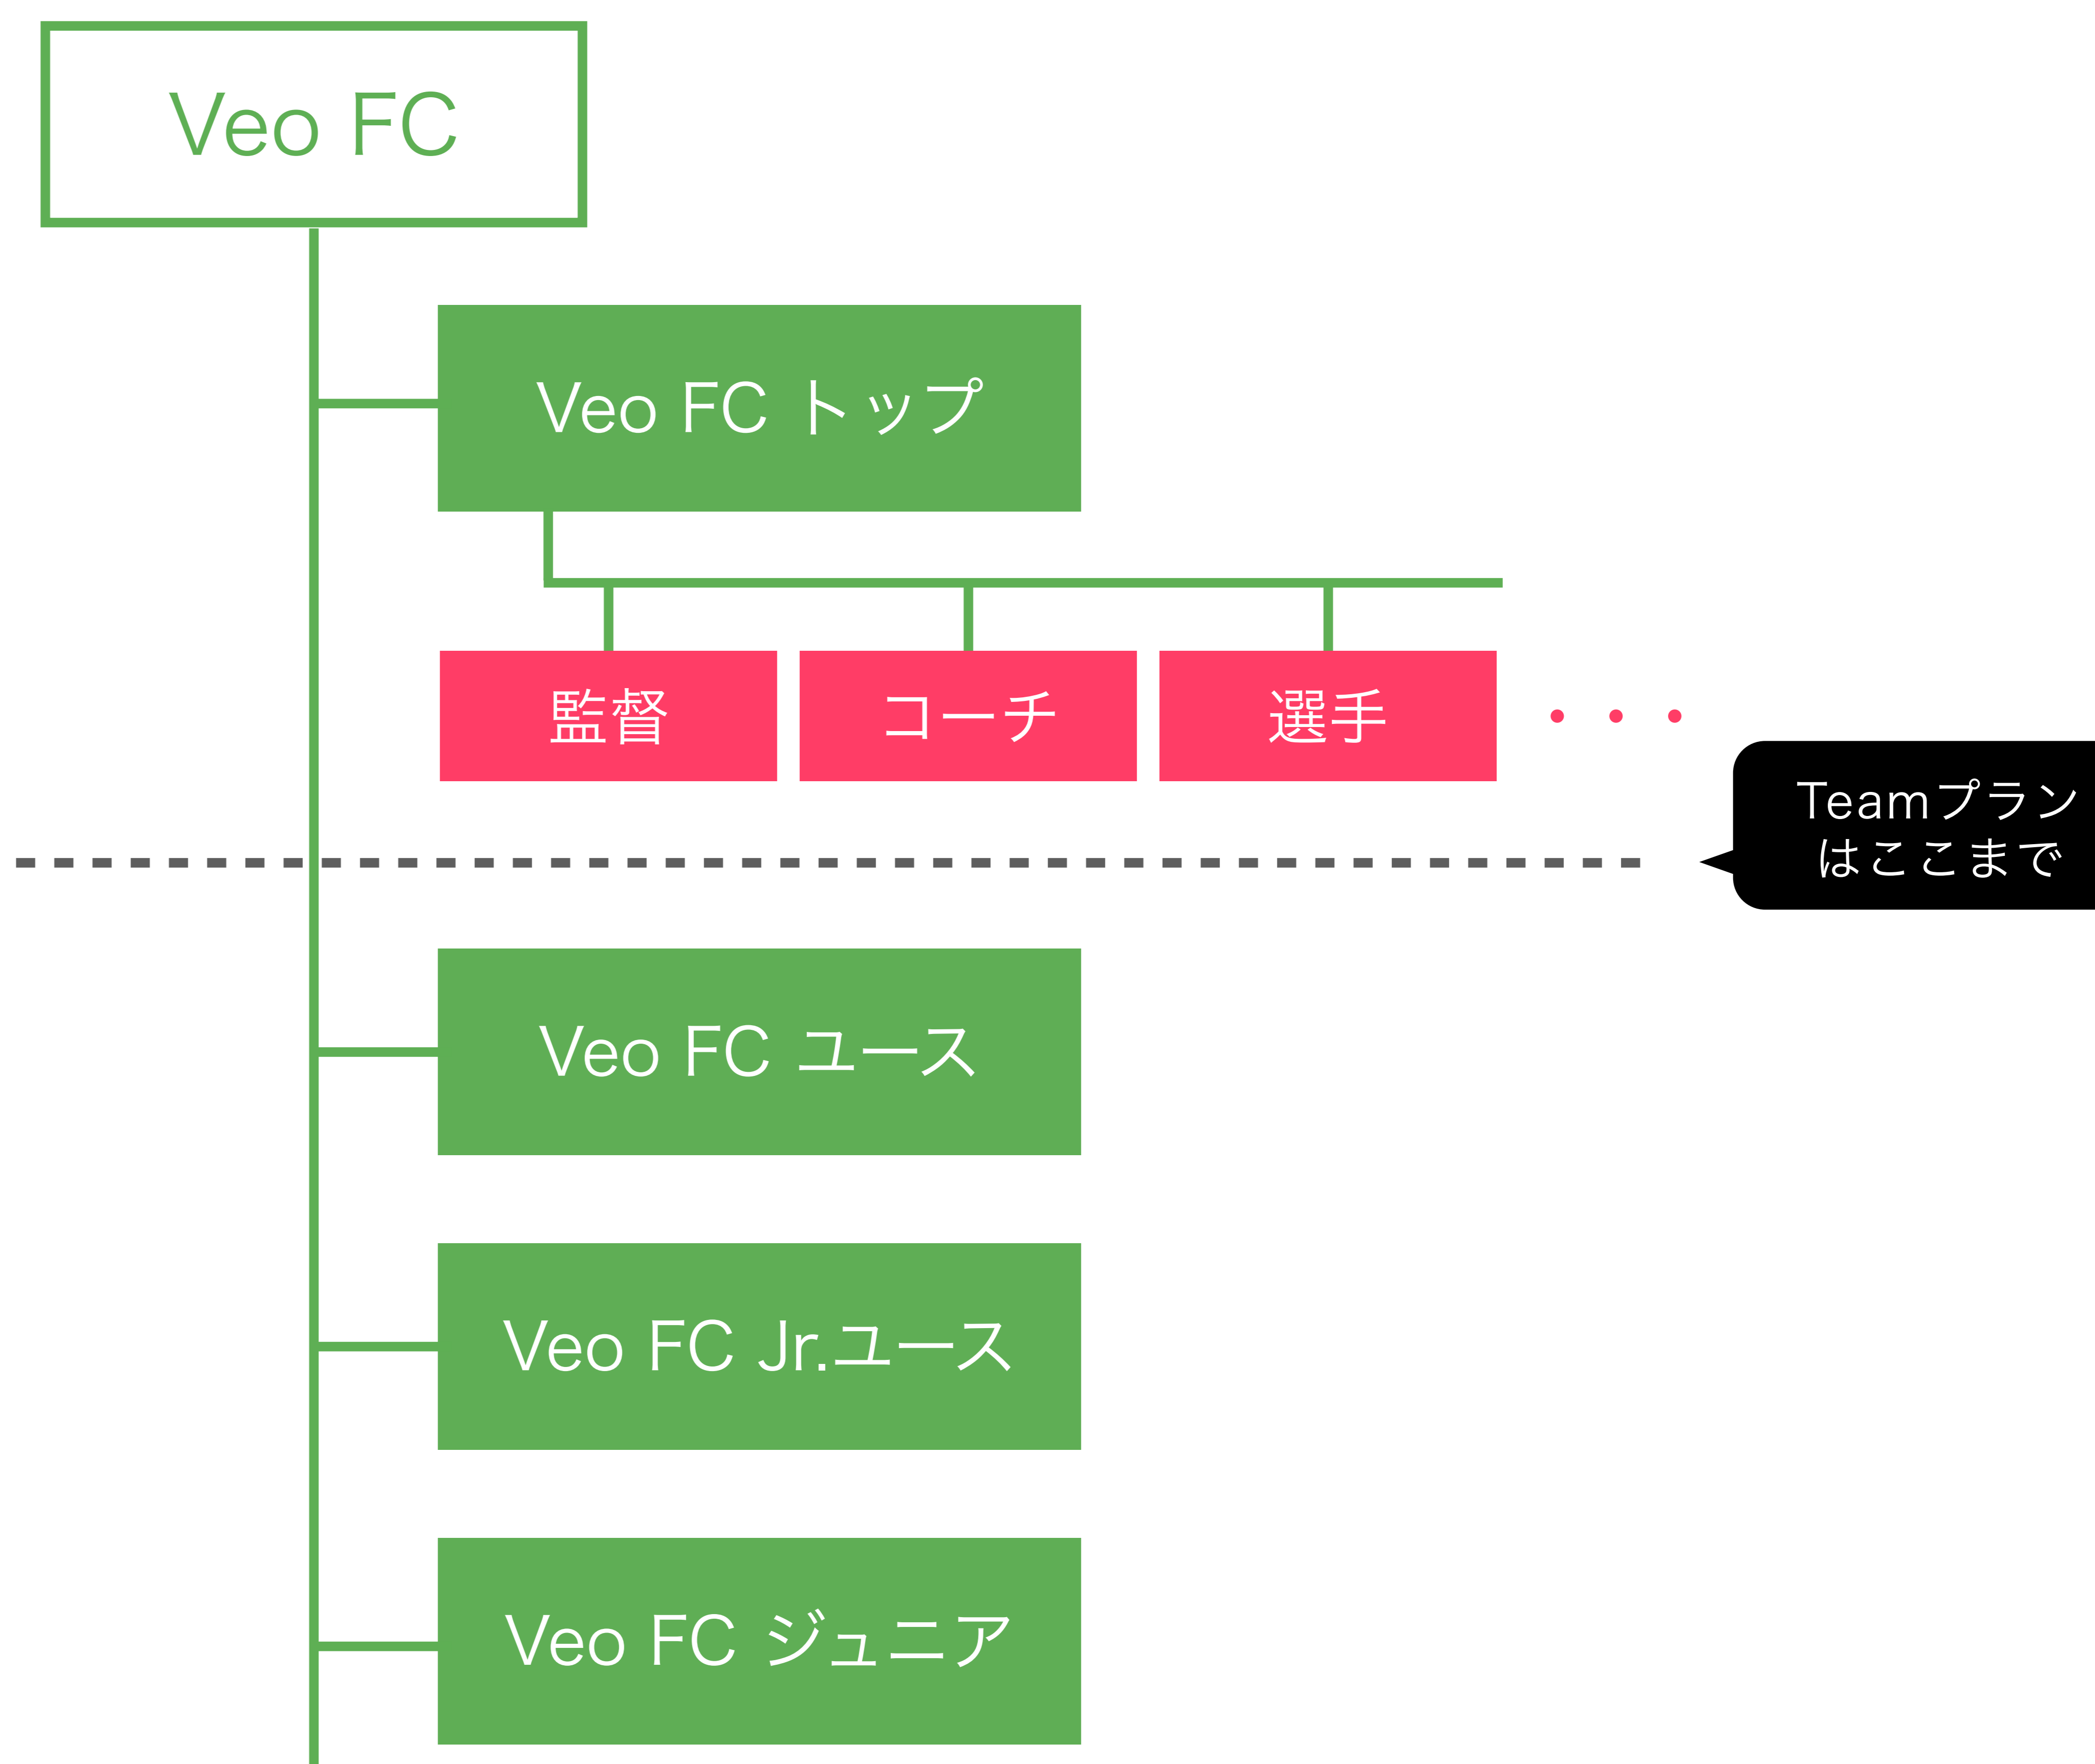 Veo FC
Veo FC トップ
監督
コーチ
選手
・・・
Teamプラン
はここまで
Veo FC ユース
Veo FC Jr.ユース
Veo FC ジュニア